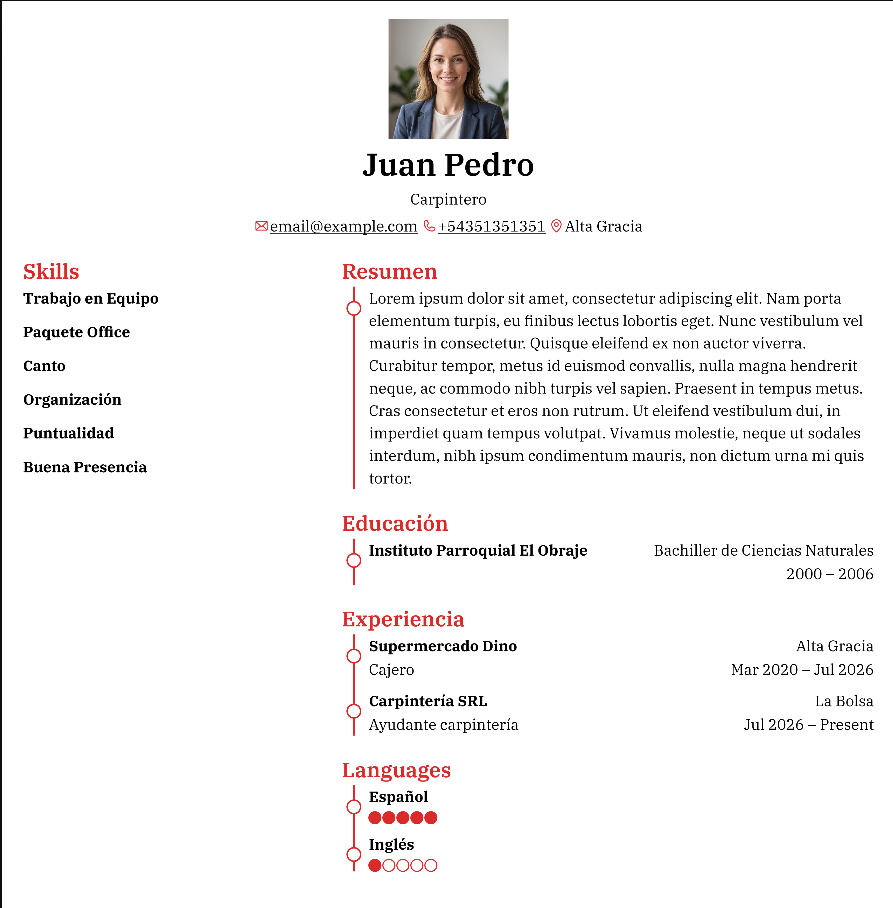 Juan Pedro
Carpintero
email@example.com +54351351351 Alta Gracia
Skills
Trabajo en Equipo
Paquete Office
Canto
Organización
Puntualidad
Buena Presencia
Resumen
Lorem ipsum dolor sit amet, consectetur adipiscing elit. Nam porta
elementum turpis, eu finibus lectus lobortis eget. Nunc vestibulum vel
mauris in consectetur. Quisque eleifend ex non auctor viverra.
Curabitur tempor, metus id euismod convallis, nulla magna hendrerit
neque, ac commodo nibh turpis vel sapien. Praesent in tempus metus.
Cras consectetur et eros non rutrum. Ut eleifend vestibulum dui, in
imperdiet quam tempus volutpat. Vivamus molestie, neque ut sodales
interdum, nibh ipsum condimentum mauris, non dictum urna mi quis
tortor.
Educación
Instituto Parroquial El Obraje Bachiller de Ciencias Naturales
2000 – 2006
Experiencia
Supermercado Dino Alta Gracia
Cajero Mar 2020 – Jul 2026
Carpintería SRL La Bolsa
Ayudante carpintería Jul 2026 – Present
Languages
Español
Inglés